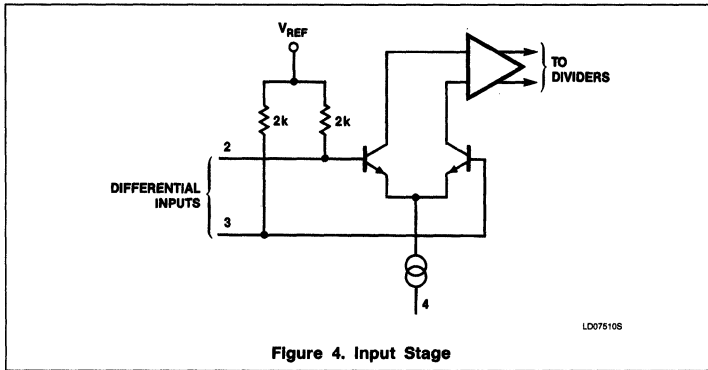 VREF
2k
2k
TO
DIVIDERS
2
DIFFERENTIAL
INPUTS
3
4
LD07510S
Figure 4. Input Stage